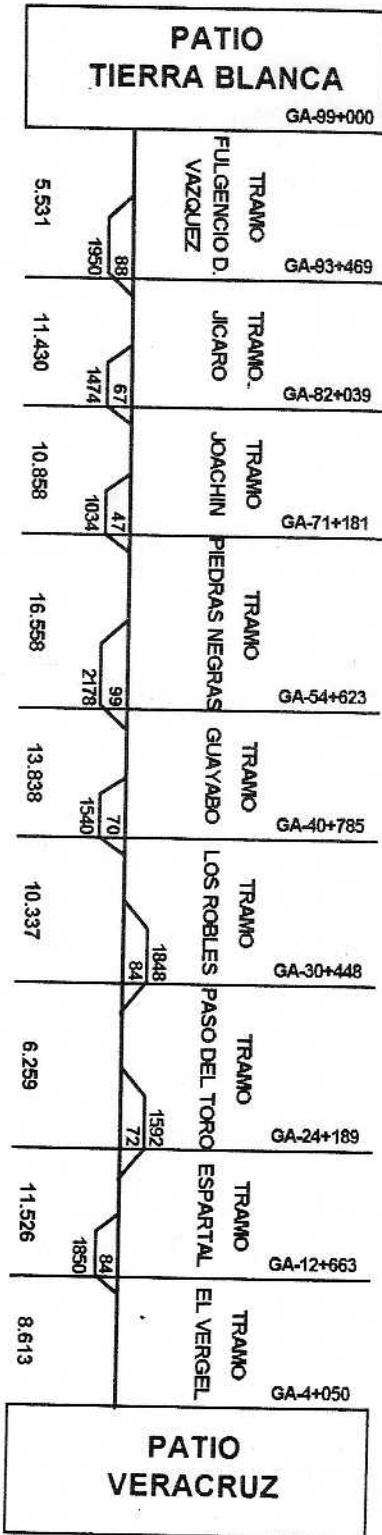 PATIO
TIERRA BLANCA
GA-99+000
TRAMO
FULGENCIO D.
VAZQUEZ
GA-93+469
5.531
88
1950
TRAMO.
JICARO
GA-82+039
11.430
67
1474
TRAMO
JOACHIN
GA-71+181
10.858
47
1034
TRAMO
PIEDRAS NEGRAS
GA-54+623
16.558
99
2178
TRAMO
GUAYABO
GA-40+785
13.838
70
1540
TRAMO
LOS ROBLES
GA-30+448
10.337
1848
84
TRAMO
PASO DEL TORO
GA-24+189
6.259
1592
72
TRAMO
ESPARTAL
GA-12+663
11.526
84
1850
TRAMO
EL VERGEL
GA-4+050
8.613
PATIO
VERACRUZ